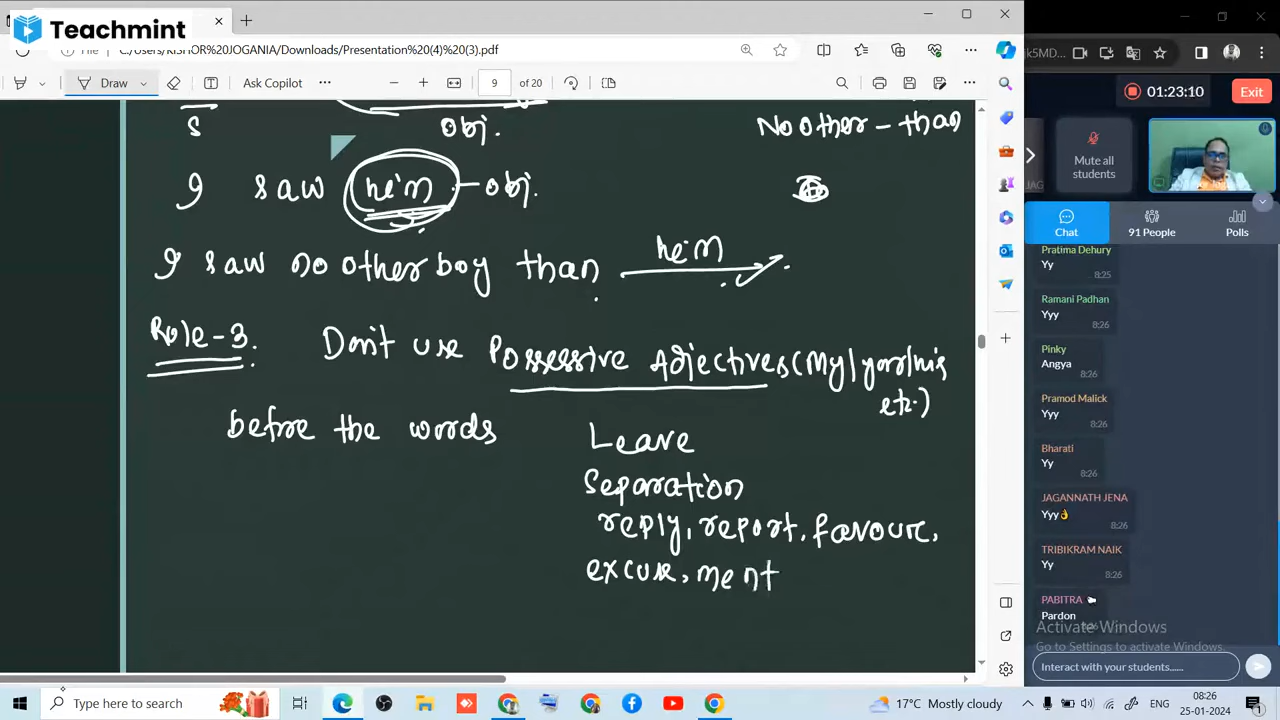 Teachmint
File C:/Users/KISHOR%20JOGANIA/Downloads/Presentation%20(4)%20(3).pdf
Draw
Ask Copilot
9 of 20
01:23:10
Exit
Mute all students
Chat
91 People
Polls
S
obj.
No other - than
I saw him - obj.
I saw no other boy than him
Role-3. Don't use Possessive Adjectives (My/your/his
etc.)
before the words Leave
Separation
reply, report, favour,
excuse, ment
Pratima Dehury
Yy 8:25
Ramani Padhan
Yyy 8:26
Pinky
Angya 8:26
Pramod Malick
Yyy 8:26
Bharati
Yy 8:26
JAGANNATH JENA
Yyy👌 8:26
TRIBIKRAM NAIK
Yy 8:26
PABITRA
Pardon
Activate Windows
Go to Settings to activate Windows.
Interact with your students......
Type here to search
17°C Mostly cloudy
ENG
08:26
25-01-2024